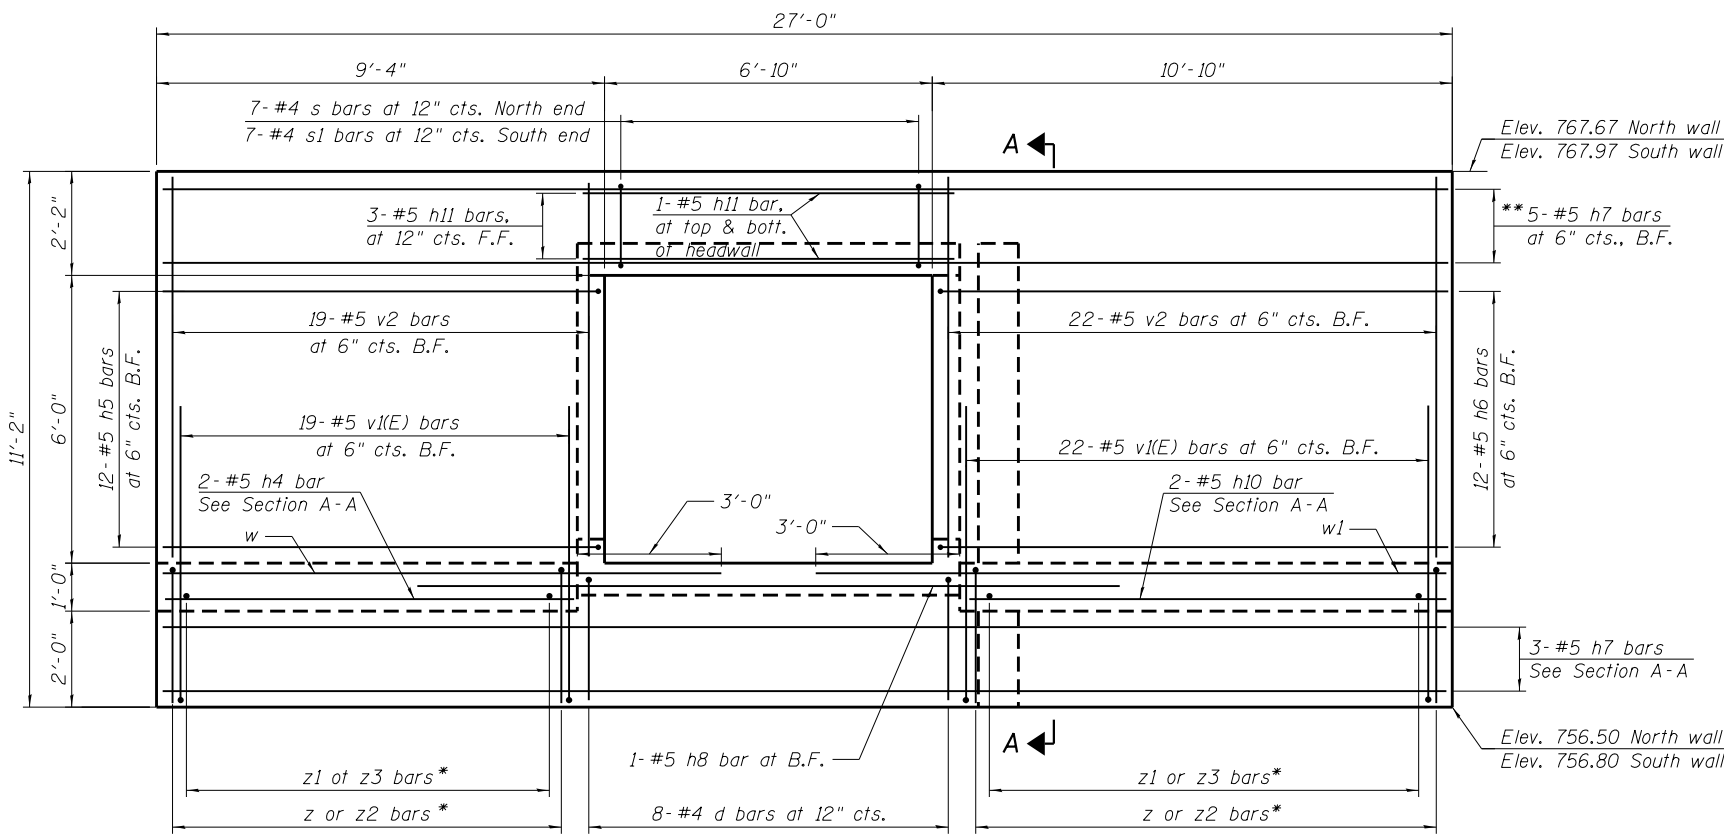 27'-0"
9'-4"
6'-10"
10'-10"
7-#4 s bars at 12" cts. North end
7-#4 s1 bars at 12" cts. South end
A
Elev. 767.67 North wall
Elev. 767.97 South wall
2'-2"
3-#5 h11 bars,
at 12" cts. F.F.
1-#5 h11 bar,
at top & bott.
of headwall
**5-#5 h7 bars
at 6" cts., B.F.
11'-2"
6'-0"
12-#5 h5 bars
at 6" cts. B.F.
19-#5 v2 bars
at 6" cts. B.F.
22-#5 v2 bars at 6" cts. B.F.
12-#5 h6 bars
at 6" cts. B.F.
19-#5 v1(E) bars
at 6" cts. B.F.
22-#5 v1(E) bars at 6" cts. B.F.
2-#5 h4 bar
See Section A-A
2-#5 h10 bar
See Section A-A
3'-0"
3'-0"
w
w1
1'-0"
2'-0"
3-#5 h7 bars
See Section A-A
A
Elev. 756.50 North wall
Elev. 756.80 South wall
1-#5 h8 bar at B.F.
z1 ot z3 bars*
z1 or z3 bars*
z or z2 bars*
8-#4 d bars at 12" cts.
z or z2 bars*